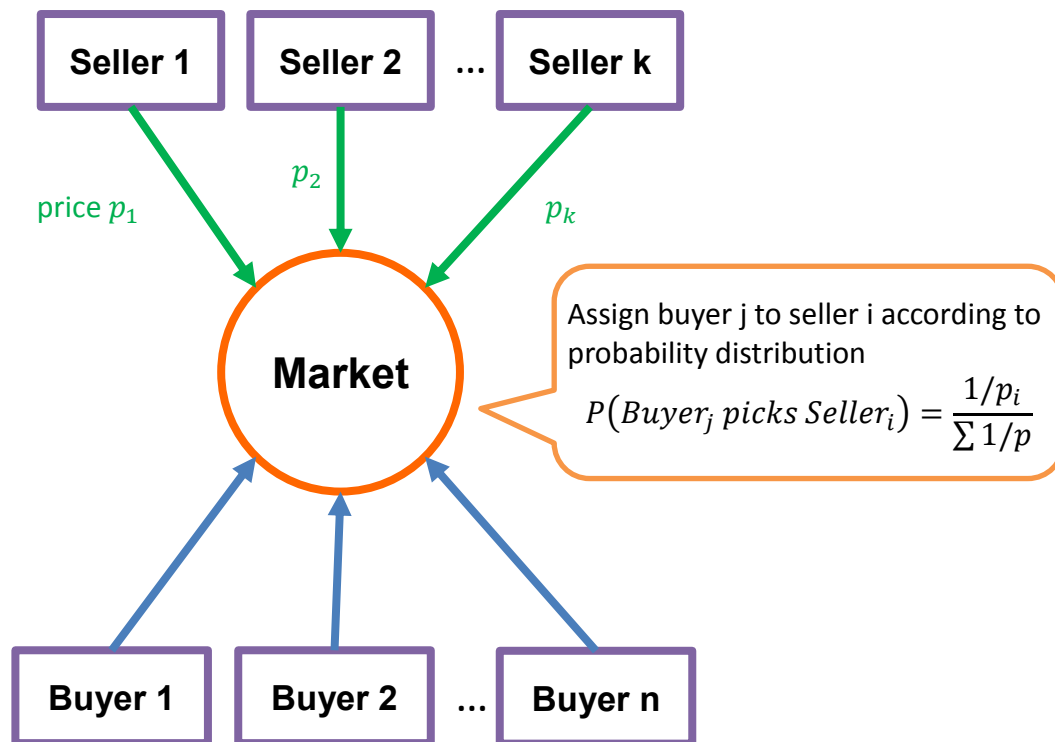 Seller 1
Seller 2
...
Seller k
price p₁
p₂
pₖ
Market
Assign buyer j to seller i according to
probability distribution
P(Buyerⱼ picks Sellerᵢ) = (1/pᵢ)/(∑ 1/p)
Buyer 1
Buyer 2
...
Buyer n